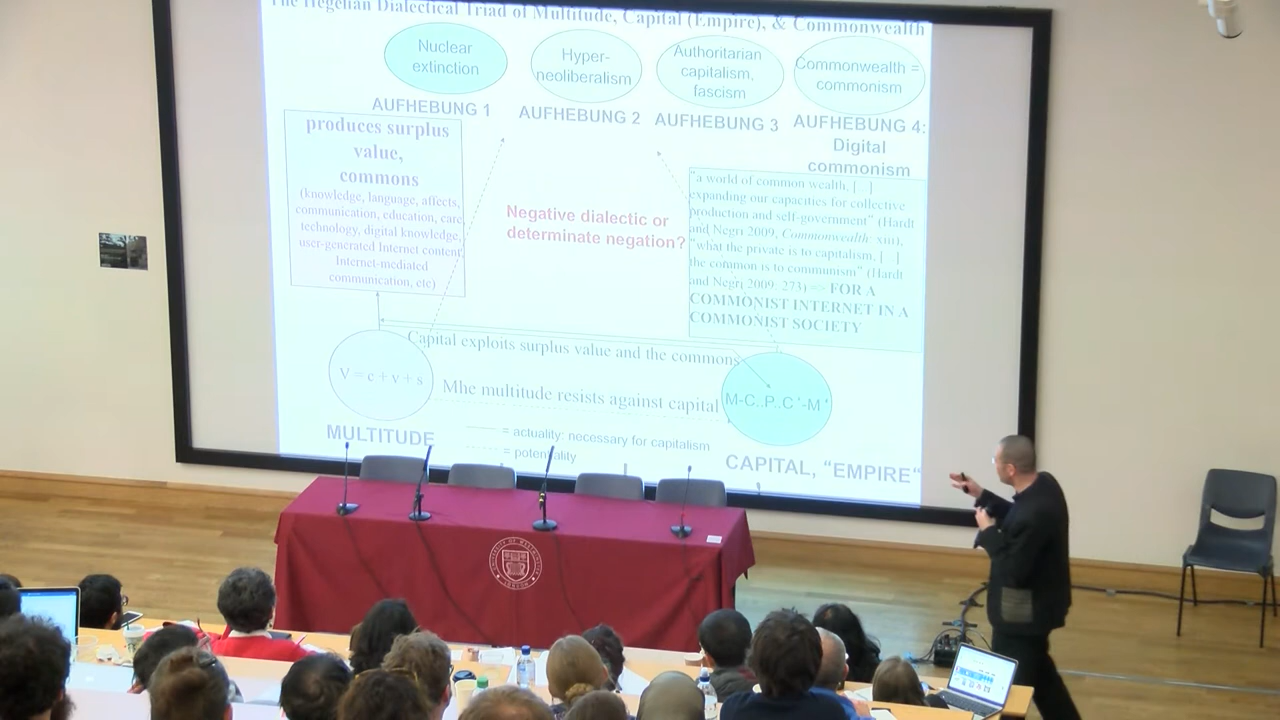 The Hegelian Dialectical Triad of Multitude, Capital (Empire), & Commonwealth
Nuclear
extinction
Hyper-
neoliberalism
Authoritarian
capitalism,
fascism
Commonwealth =
commonism
AUFHEBUNG 1
AUFHEBUNG 2
AUFHEBUNG 3
AUFHEBUNG 4:
Digital
commonism
produces surplus
value,
commons
(knowledge, language, affects,
communication, education, care
technology, digital knowledge,
user-generated Internet content
Internet-mediated
communication, etc)
Negative dialectic or
determinate negation?
"a world of common wealth, [ ]
expanding our capacities for collective
production and self-government" (Hardt
and Negri 2009, Commonwealth xiii),
"what the private is to capitalism, [ ]
the common is to communism" (Hardt
and Negri 2009, 273) => FOR A
COMMONIST INTERNET IN A
COMMONIST SOCIETY
Capital exploits surplus value and the commons
V = c + v + s
Mhe multitude resists against capital
M-C..P..C'-M'
MULTITUDE
= actuality: necessary for capitalism
= potentiality
CAPITAL, "EMPIRE"